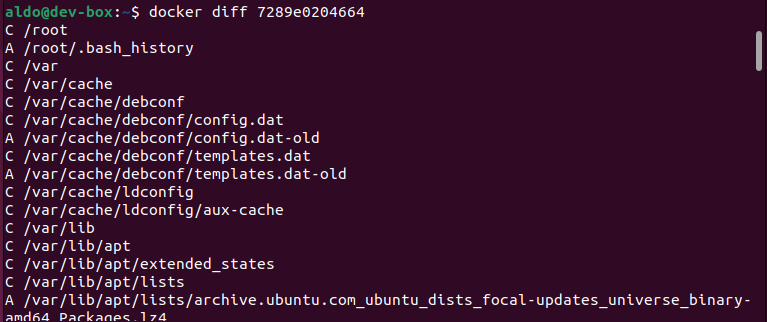 aldo@dev-box:~$ docker diff 7289e0204664
C /root
A /root/.bash_history
C /var
C /var/cache
C /var/cache/debconf
C /var/cache/debconf/config.dat
A /var/cache/debconf/config.dat-old
C /var/cache/debconf/templates.dat
A /var/cache/debconf/templates.dat-old
C /var/cache/ldconfig
C /var/cache/ldconfig/aux-cache
C /var/lib
C /var/lib/apt
C /var/lib/apt/extended_states
C /var/lib/apt/lists
A /var/lib/apt/lists/archive.ubuntu.com_ubuntu_dists_focal-updates_universe_binary-
amd64_Packages.lz4